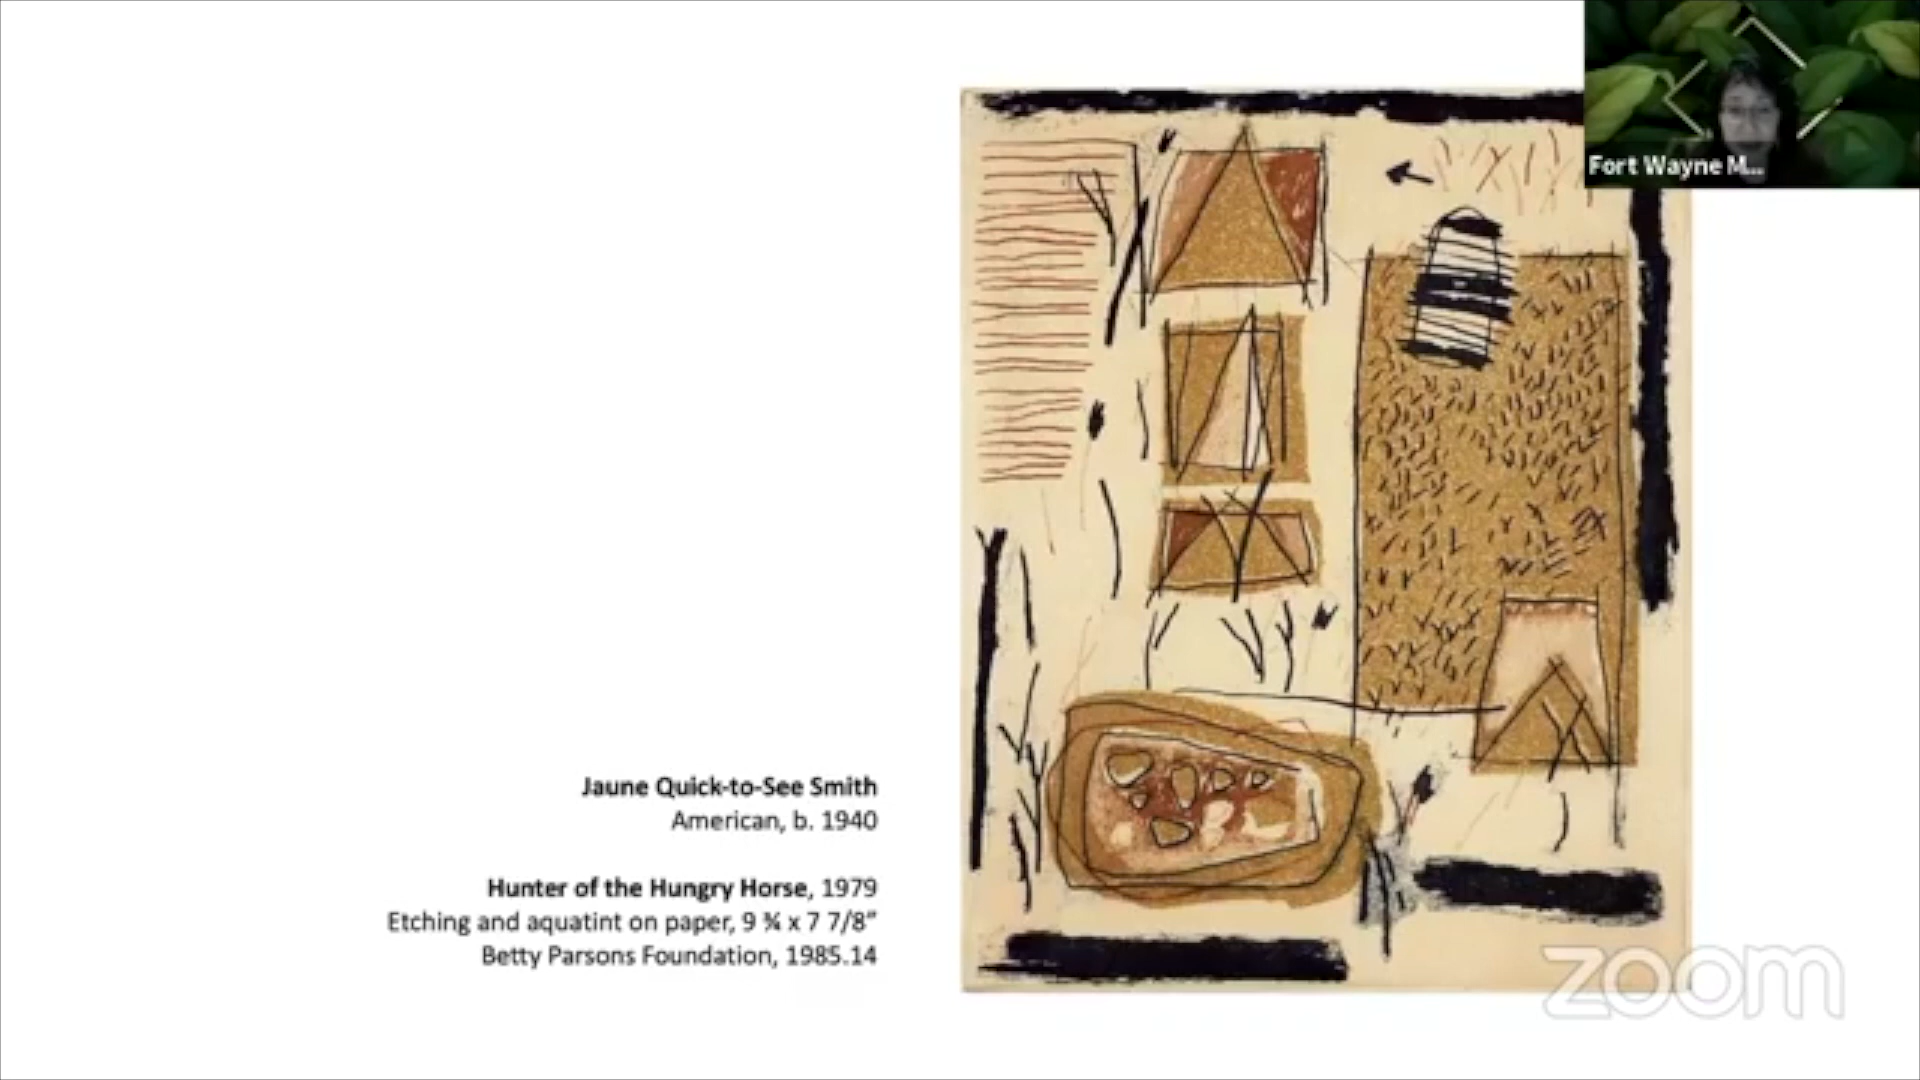 Fort Wayne M...
Jaune Quick-to-See Smith
American, b. 1940
Hunter of the Hungry Horse, 1979
Etching and aquatint on paper, 9 ¾ x 7 7/8"
Betty Parsons Foundation, 1985.14
zoom